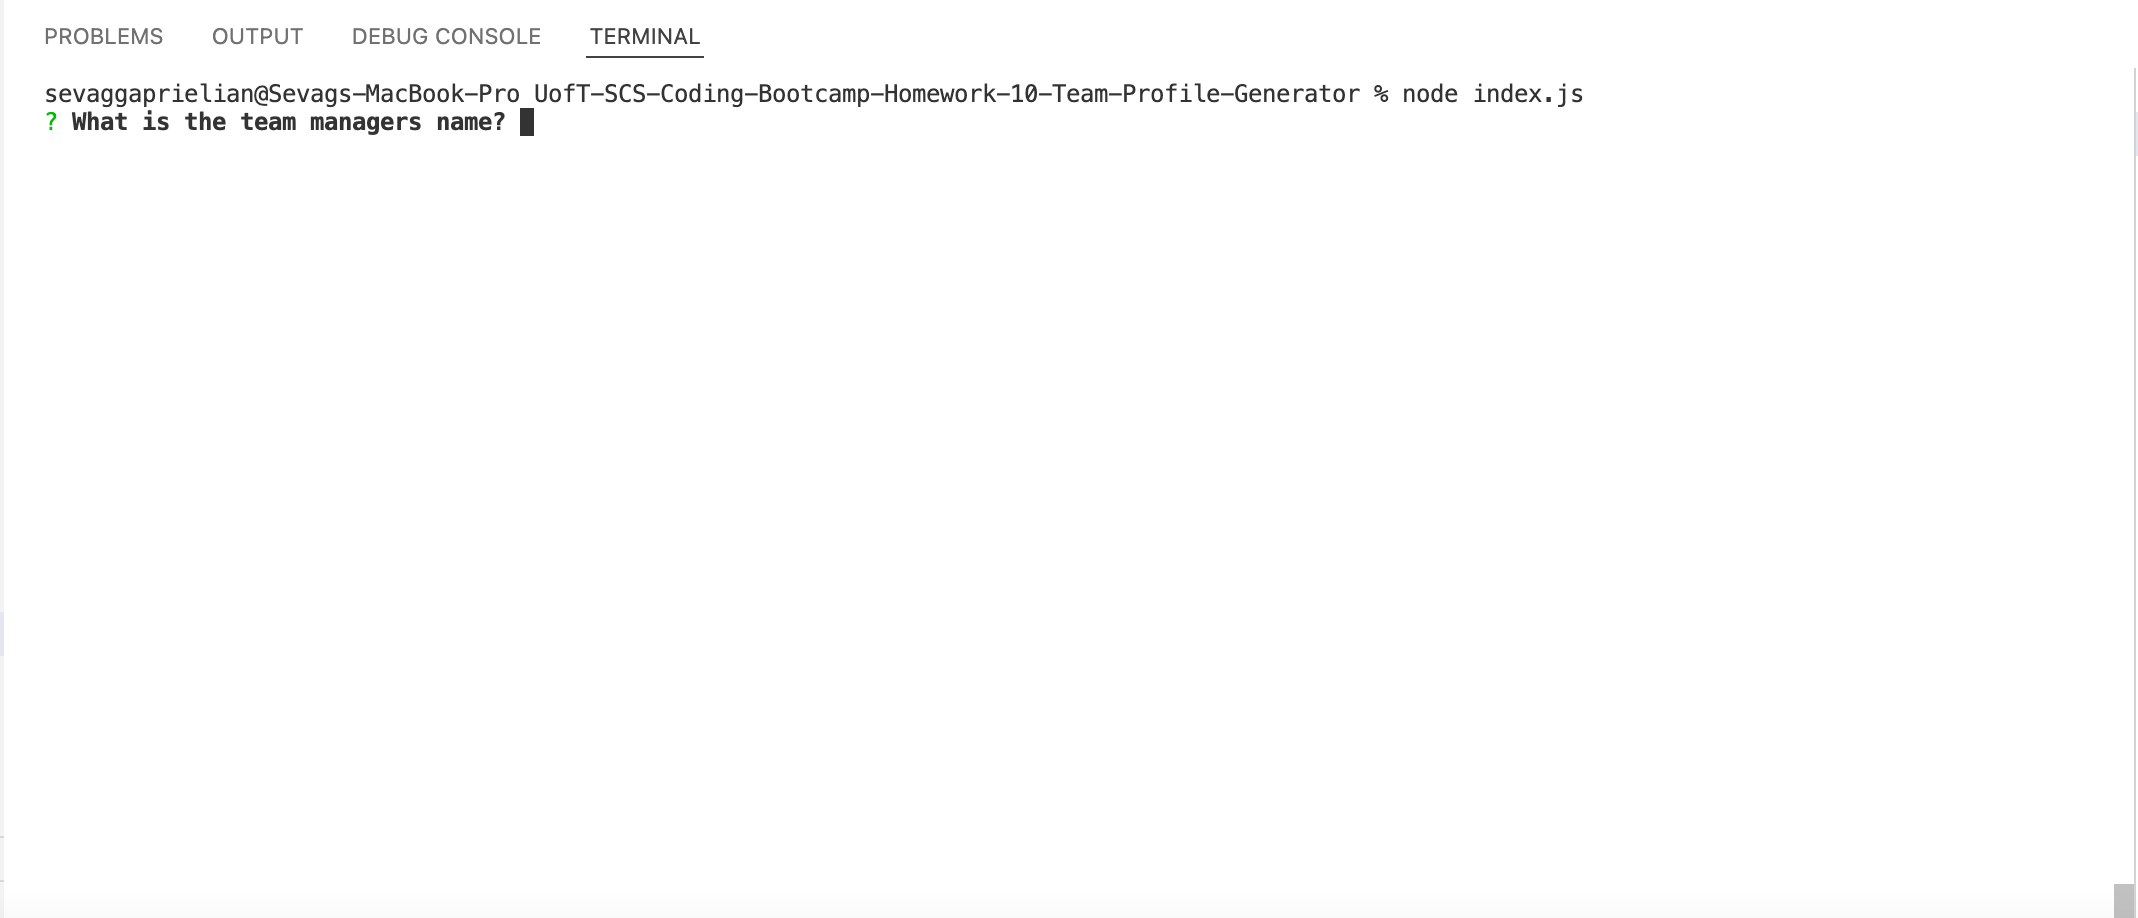 PROBLEMS OUTPUT DEBUG CONSOLE TERMINAL
sevaggaprielian@Sevags-MacBook-Pro UofT-SCS-Coding-Bootcamp-Homework-10-Team-Profile-Generator % node index.js
? What is the team managers name?